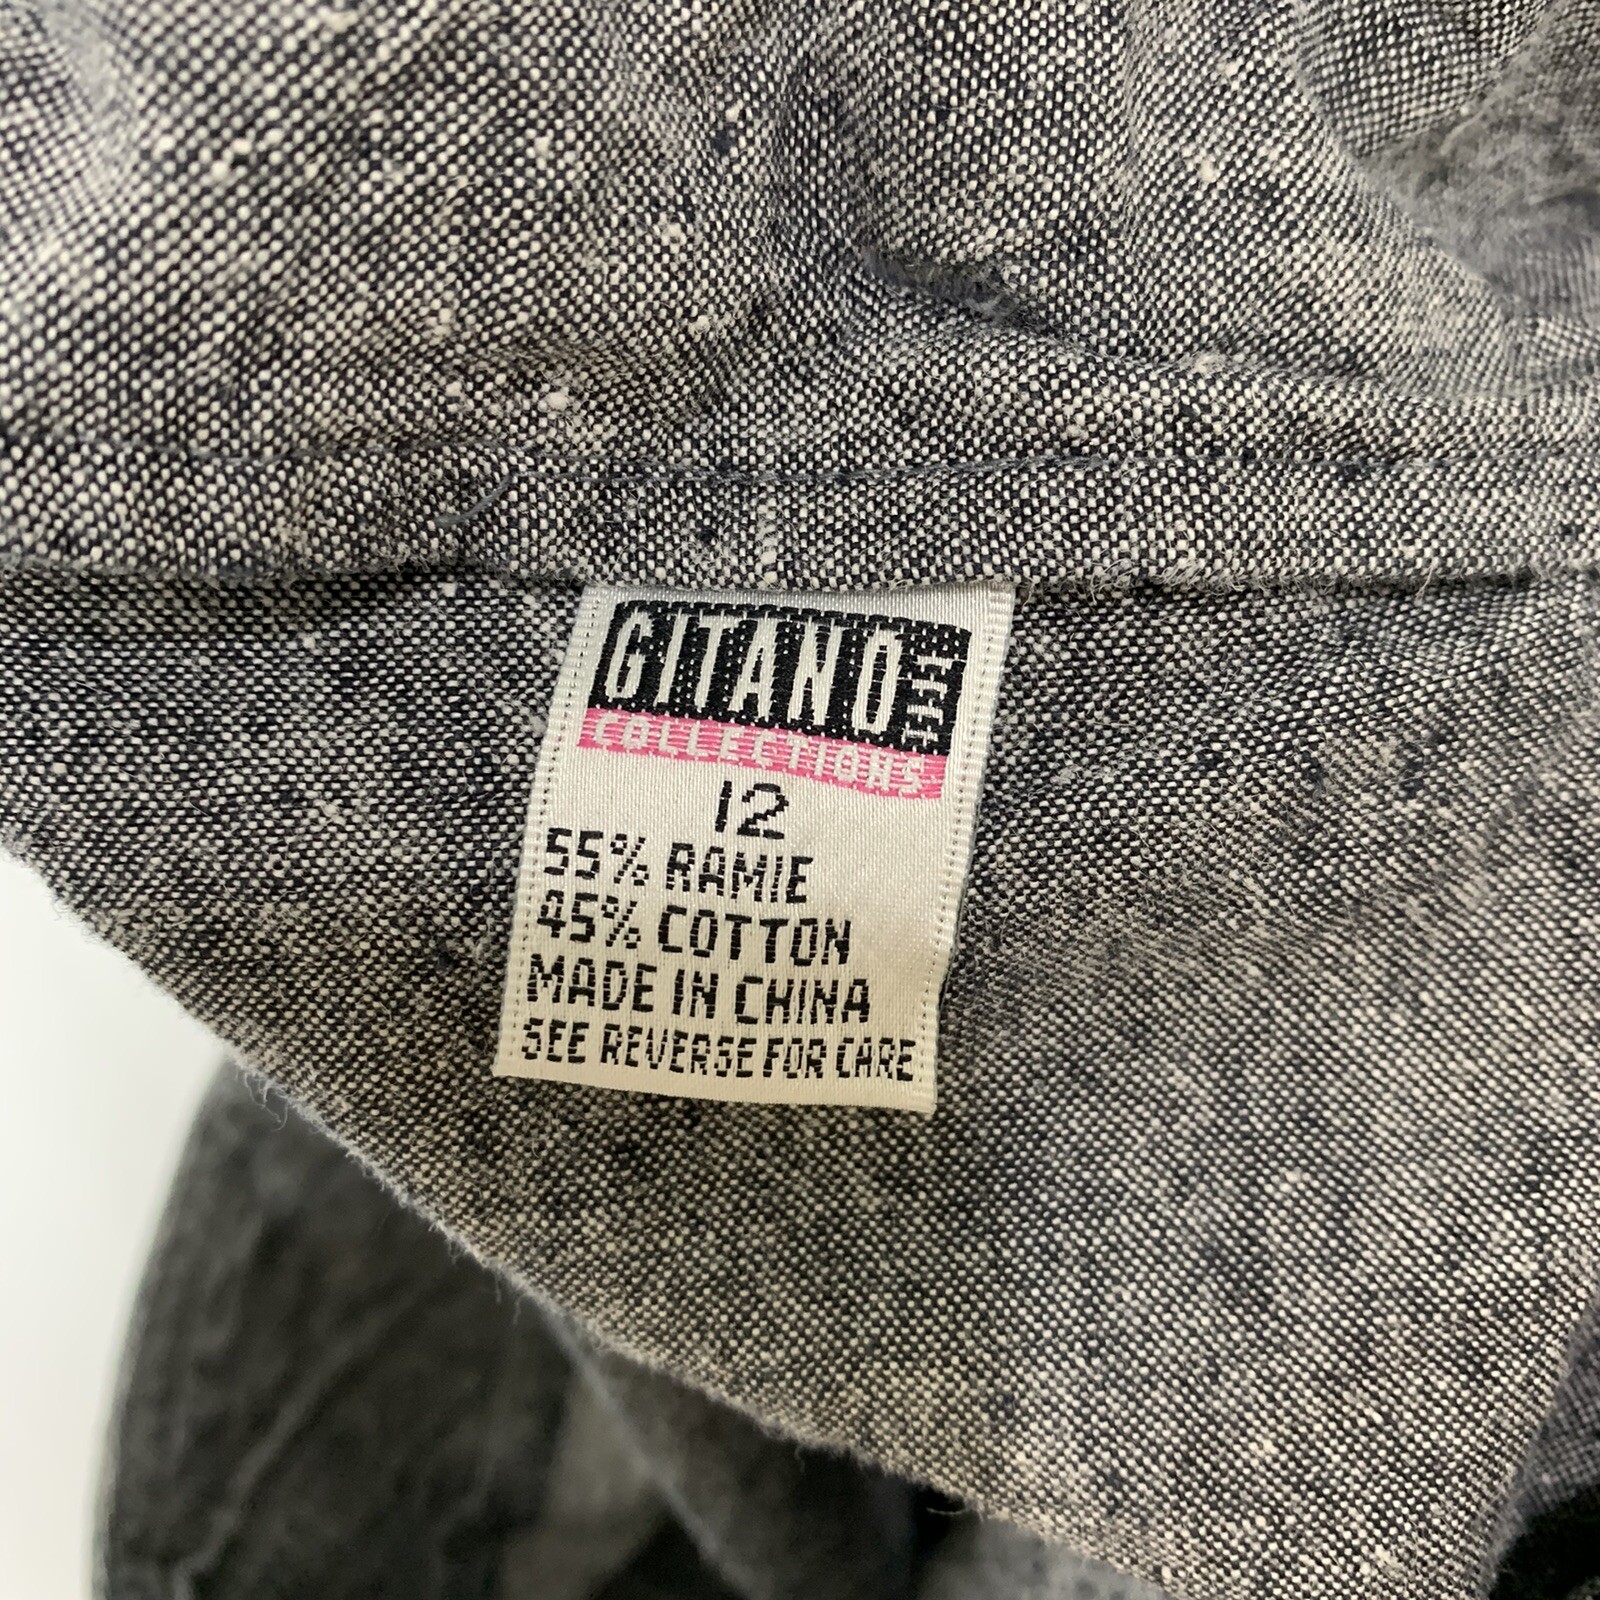 GITANO
COLLECTIONS
12
55% RAMIE
45% COTTON
MADE IN CHINA
SEE REVERSE FOR CARE